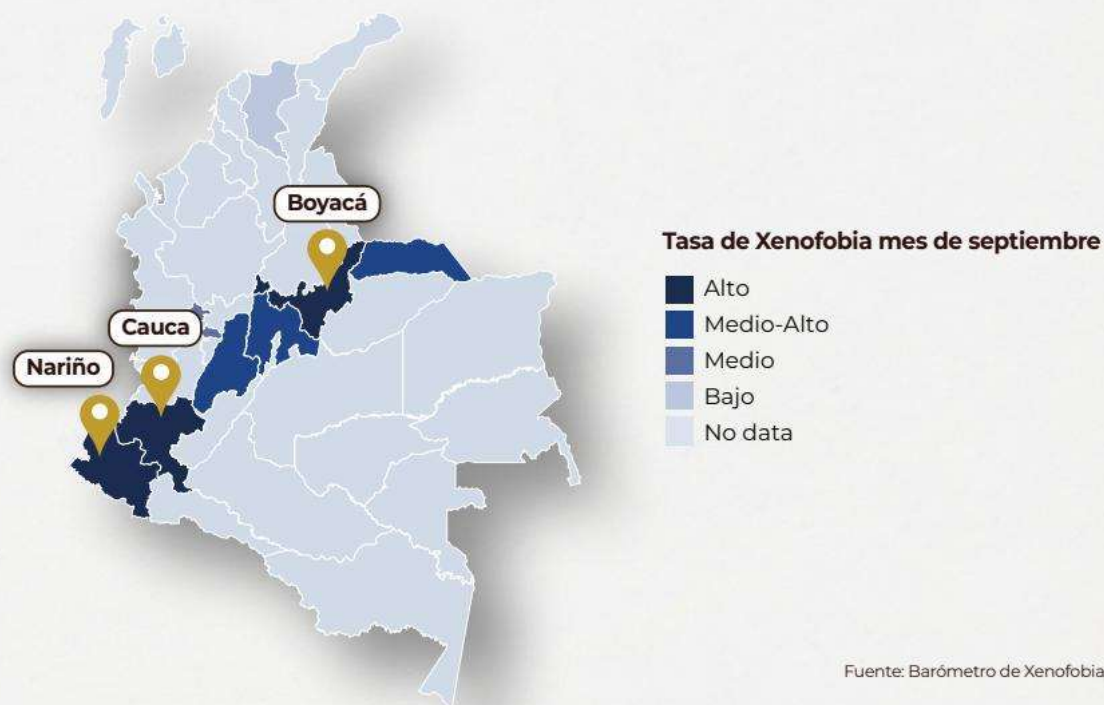 Boyacá
Cauca
Nariño
Tasa de Xenofobia mes de septiembre
Alto
Medio-Alto
Medio
Bajo
No data
Fuente: Barómetro de Xenofobia